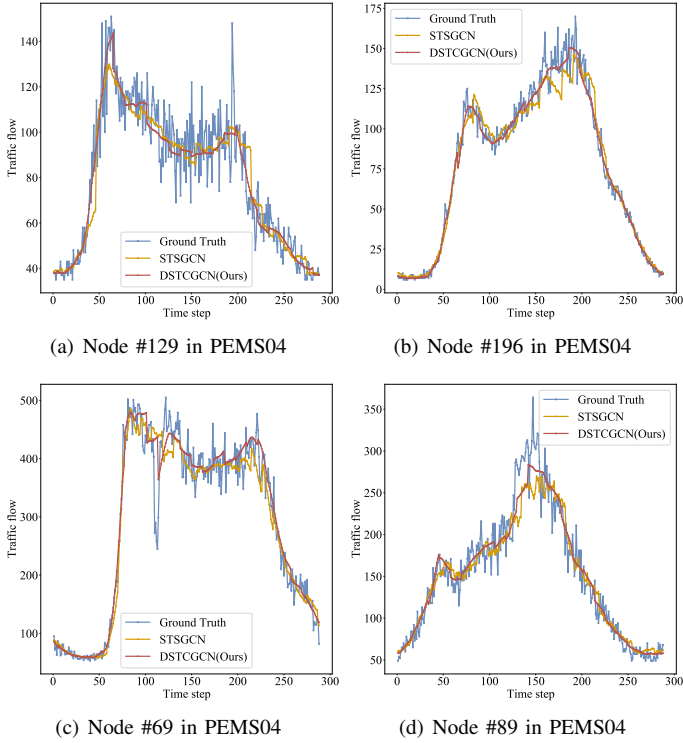 140
120
100
80
60
40
Traffic flow
Ground Truth
STSGCN
DSTCGCN(Ours)
0 50 100 150 200 250 300
Time step
(a) Node #129 in PEMS04
175
150
125
100
75
50
25
0
Traffic flow
Ground Truth
STSGCN
DSTCGCN(Ours)
0 50 100 150 200 250 300
Time step
(b) Node #196 in PEMS04
500
400
300
200
100
Traffic flow
Ground Truth
STSGCN
DSTCGCN(Ours)
0 50 100 150 200 250 300
Time step
(c) Node #69 in PEMS04
350
300
250
200
150
100
50
Traffic flow
Ground Truth
STSGCN
DSTCGCN(Ours)
0 50 100 150 200 250 300
Time step
(d) Node #89 in PEMS04